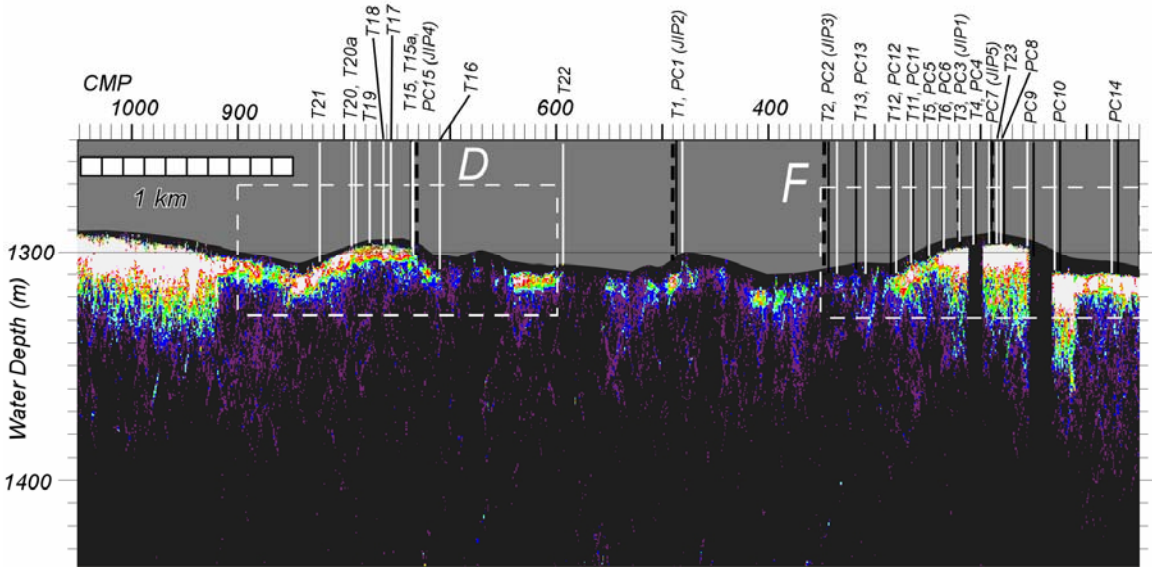 CMP
1000
900
600
400
T21
T20, T20a
T19
T18
T17
T15, T15a,
PC15 (JIP4)
T16
T22
T1, PC1 (JIP2)
T2, PC2 (JIP3)
T13, PC13
T12, PC12
T11, PC11
T5, PC5
T6, PC6
T3, PC3 (JIP1)
T4, PC4
PC7 (JIP5)
T23
PC8
PC9
PC10
PC14
D
F
1 km
1300
1400
Water Depth (m)